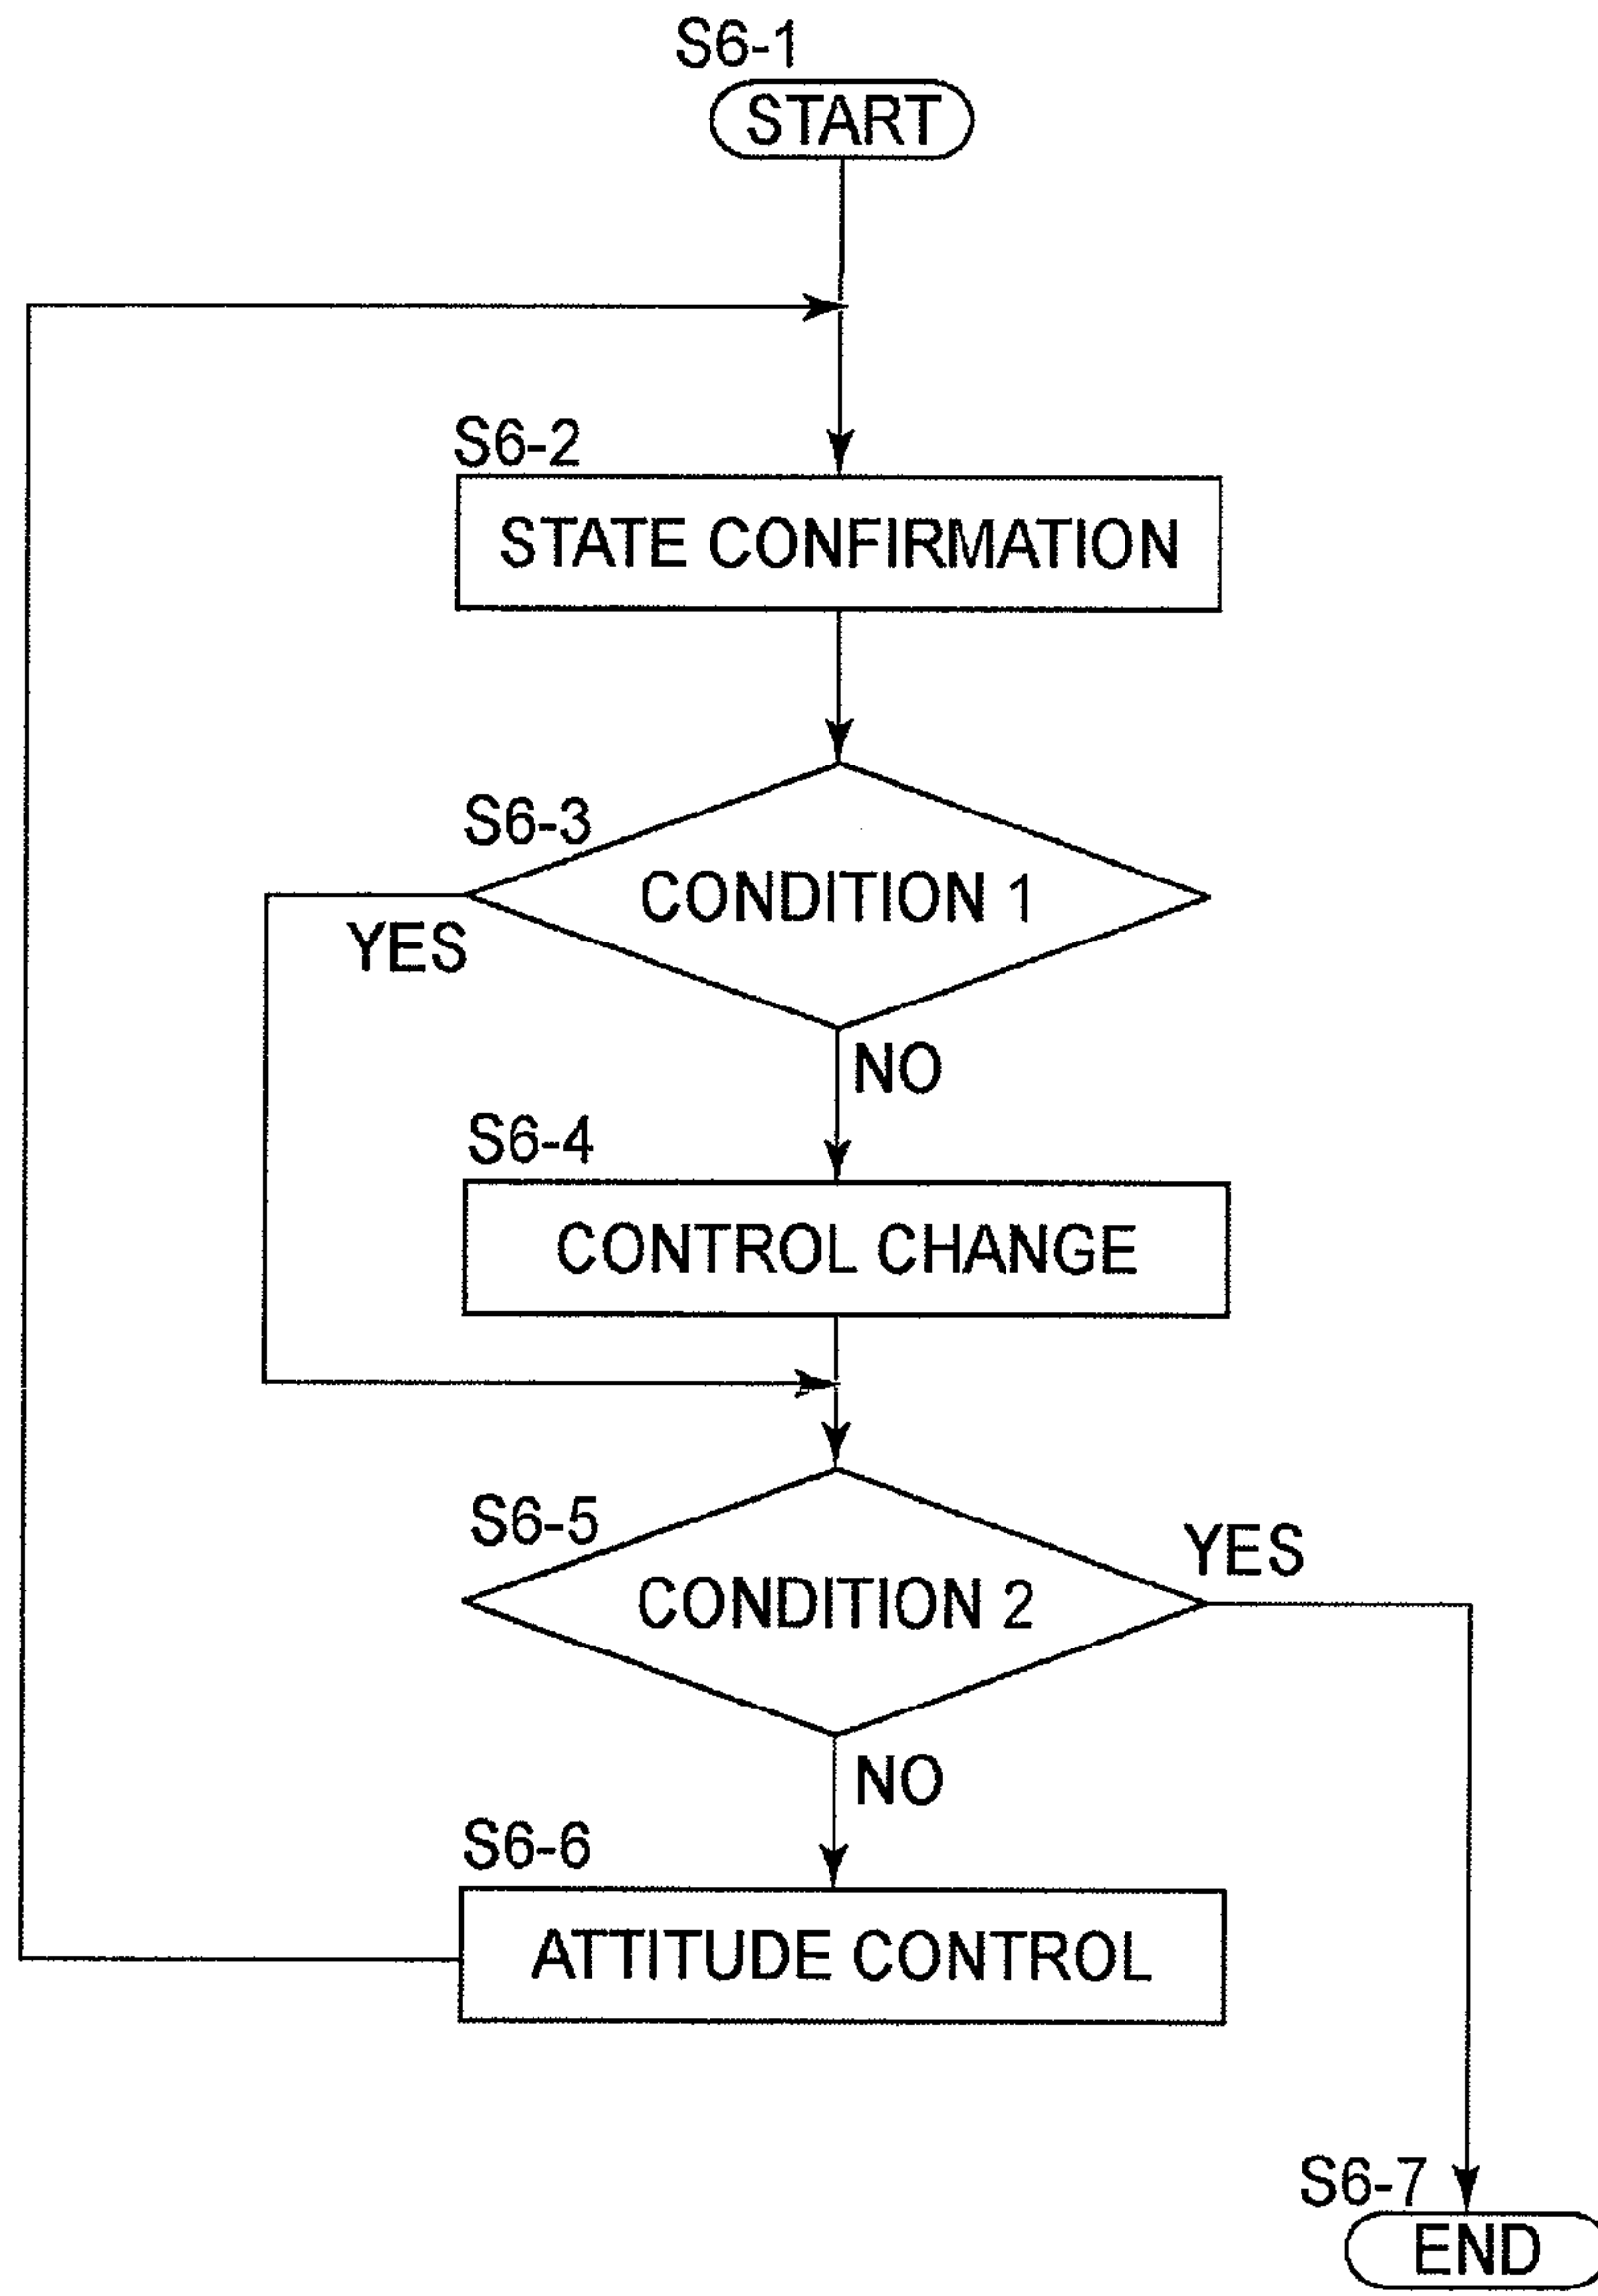 S6-1
START
S6-2
STATE CONFIRMATION
S6-3
CONDITION 1
YES
NO
S6-4
CONTROL CHANGE
S6-5
YES
CONDITION 2
NO
S6-6
ATTITUDE CONTROL
S6-7
END